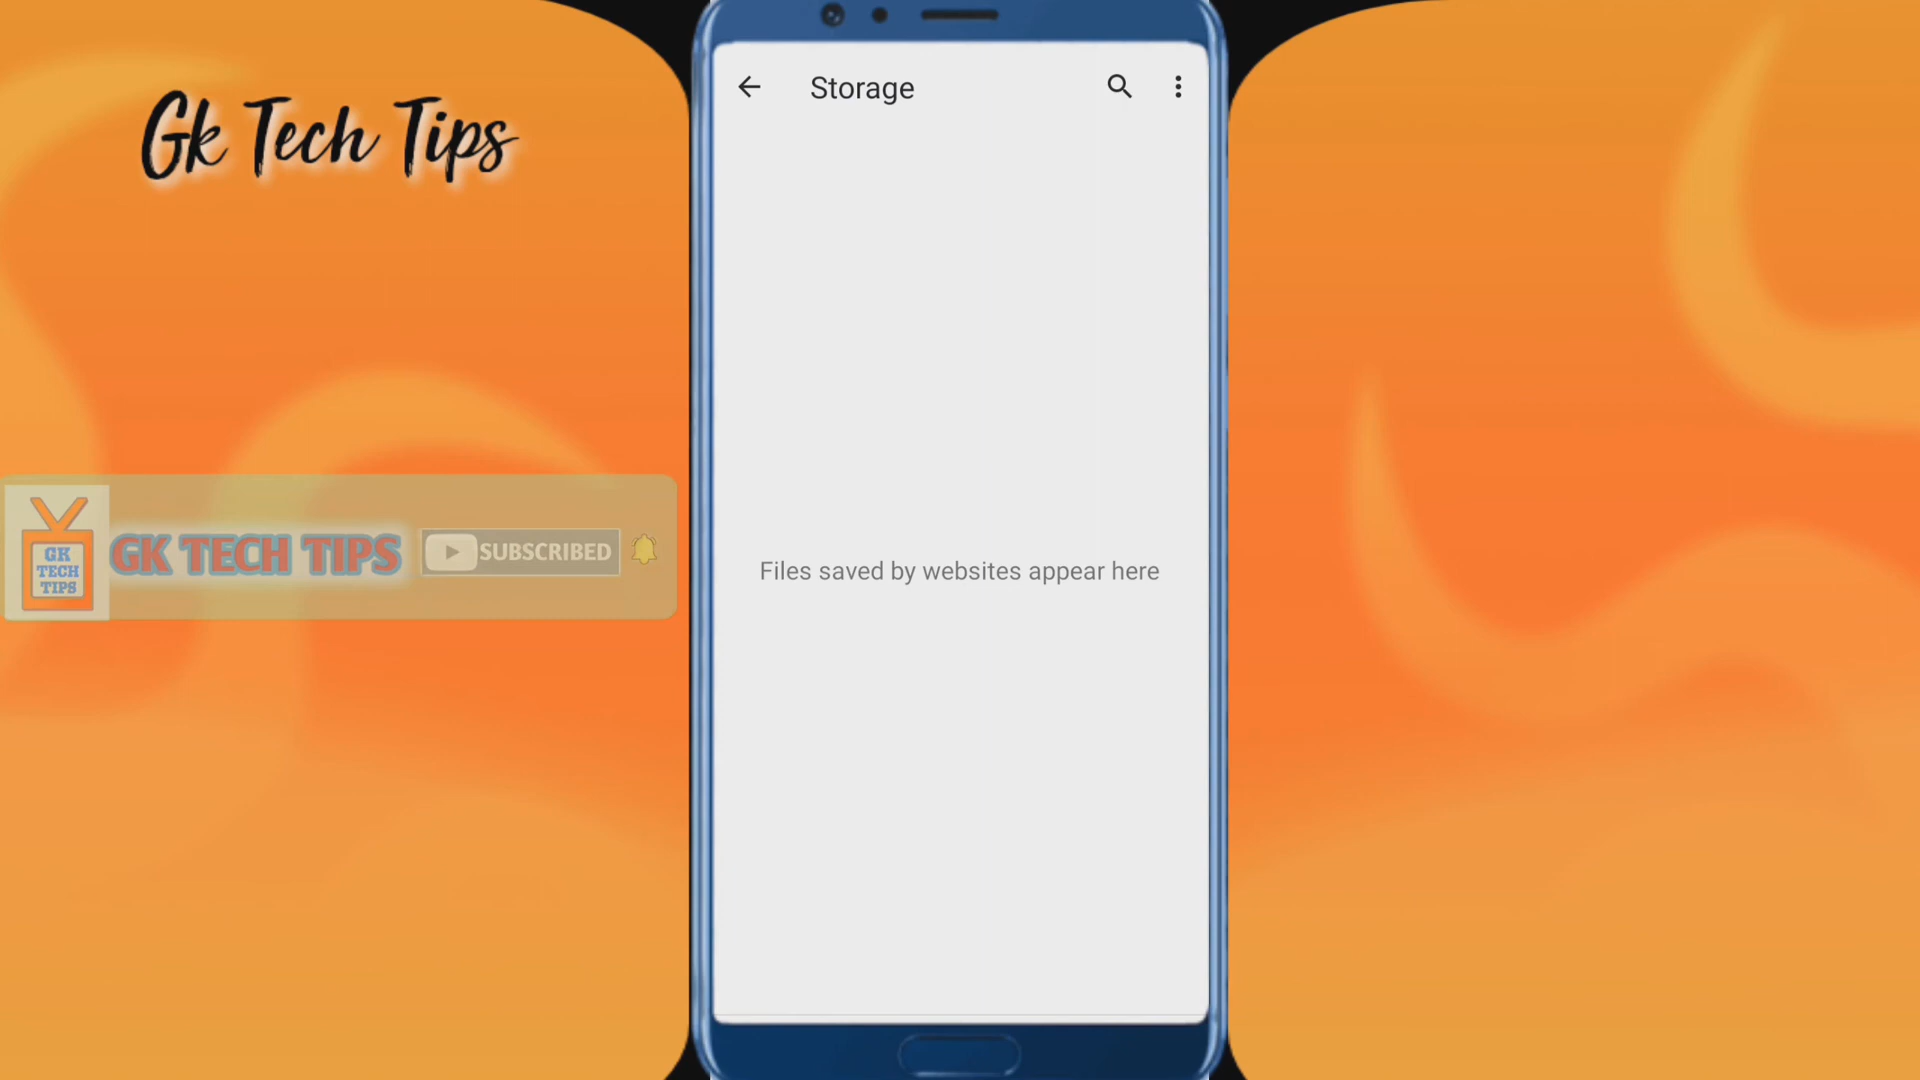 Gk Tech Tips
Storage
Files saved by websites appear here
GK
TECH
TIPS
GK TECH TIPS
SUBSCRIBED